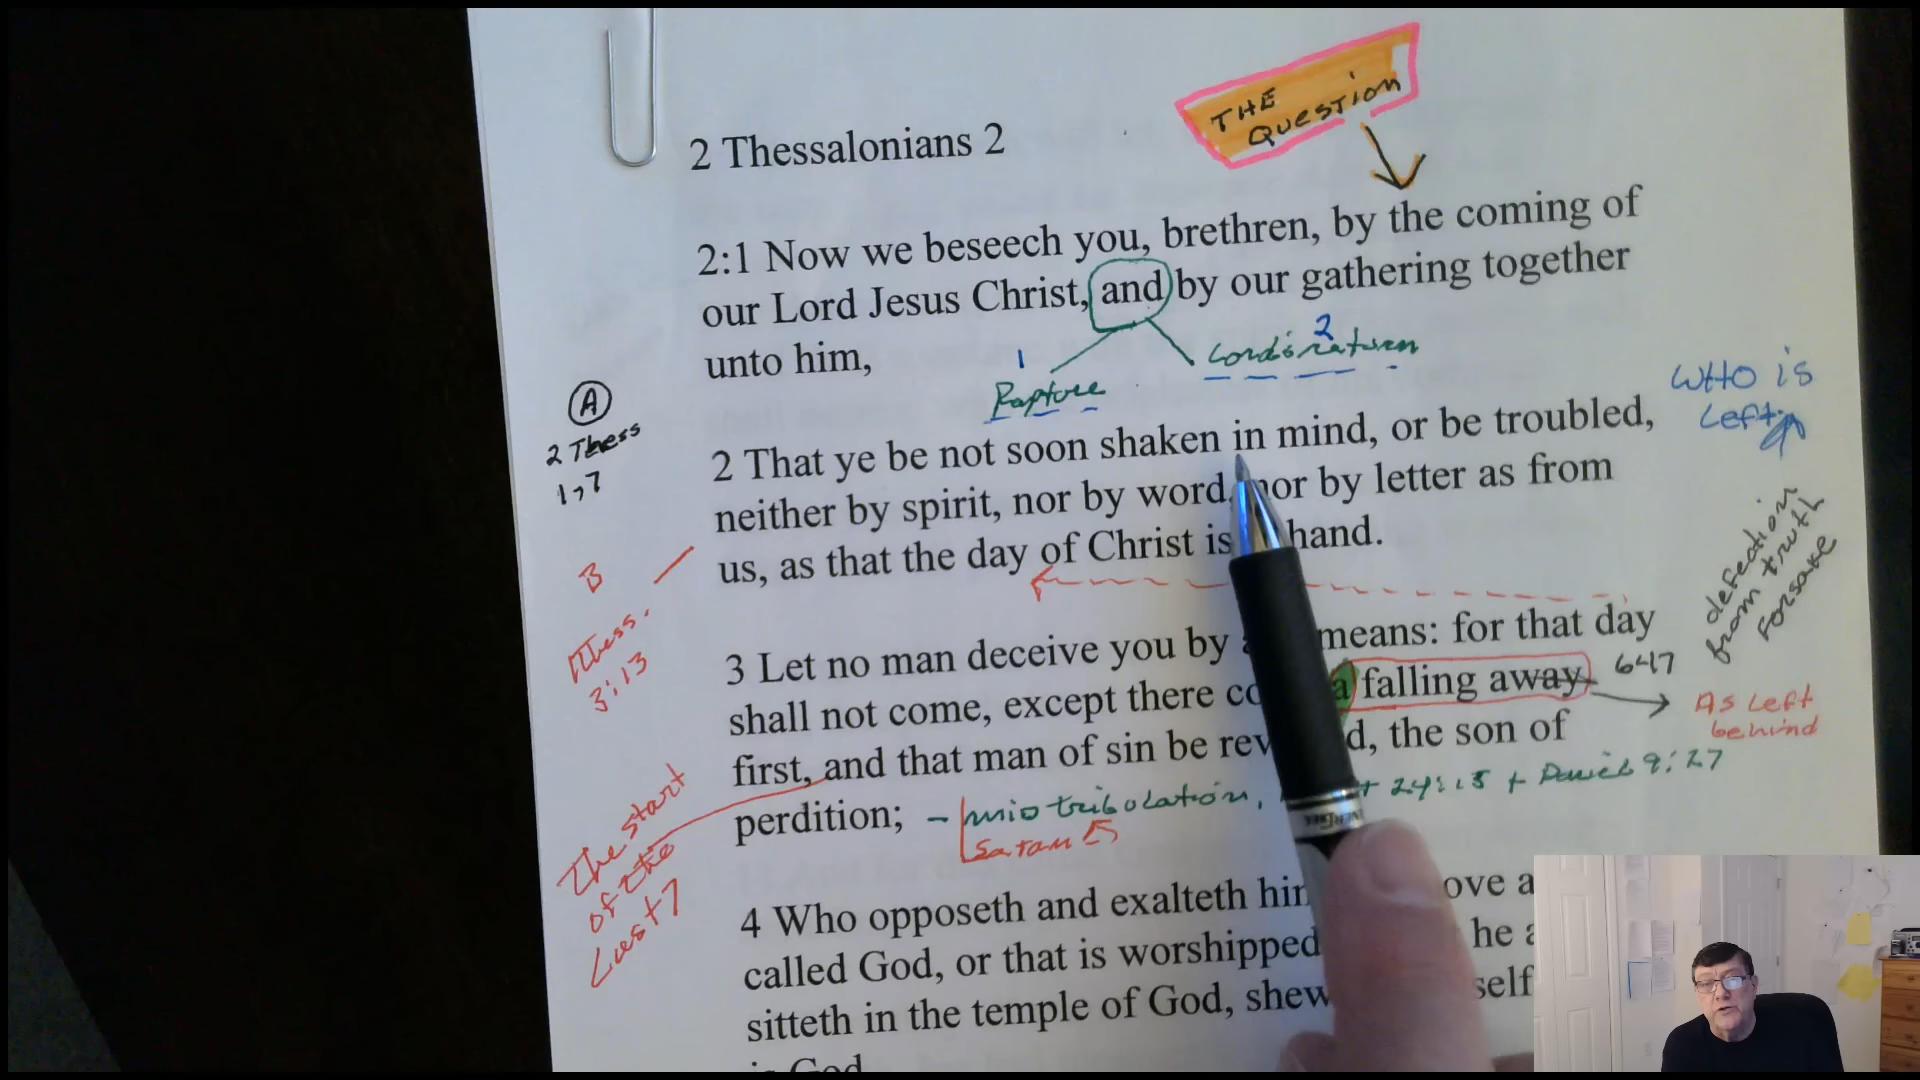 THE
QUESTION
2 Thessalonians 2
2:1 Now we beseech you, brethren, by the coming of
our Lord Jesus Christ, and by our gathering together
unto him,
1
2
Rapture
Lord's return
WHO is
Left
A
2 Thess
1,7
2 That ye be not soon shaken in mind, or be troubled,
neither by spirit, nor by word, nor by letter as from
us, as that the day of Christ is hand.
B
Thess.
3:13
defection
from truth
forsake
3 Let no man deceive you by means: for that day
shall not come, except there a falling away
647
As Left
behind
first, and that man of sin be rev d, the son of
perdition; - mid tribulation, 24:15 + Daniel 9:27
Satan
The start
of the
Last 7
4 Who opposeth and exalteth
called God, or that is worshipped he
sitteth in the temple of God, self
God